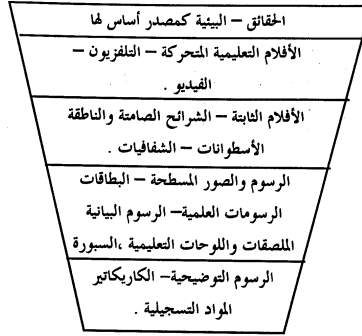 الحقائق – البيئية كمصدر أساس لها
الأفلام التعليمية المتحركة – التلفزيون –
الفيديو .
الأفلام الثابتة – الشرائح الصامتة والناطقة
الأسطوانات – الشفافيات .
الرسوم والصور المسطحة – البطاقات
الرسومات العلمية– الرسوم البيانية
الملصقات واللوحات التعليمية ،السبورة
الرسوم التوضيحية– الكاريكاتير
المواد التسجيلية .